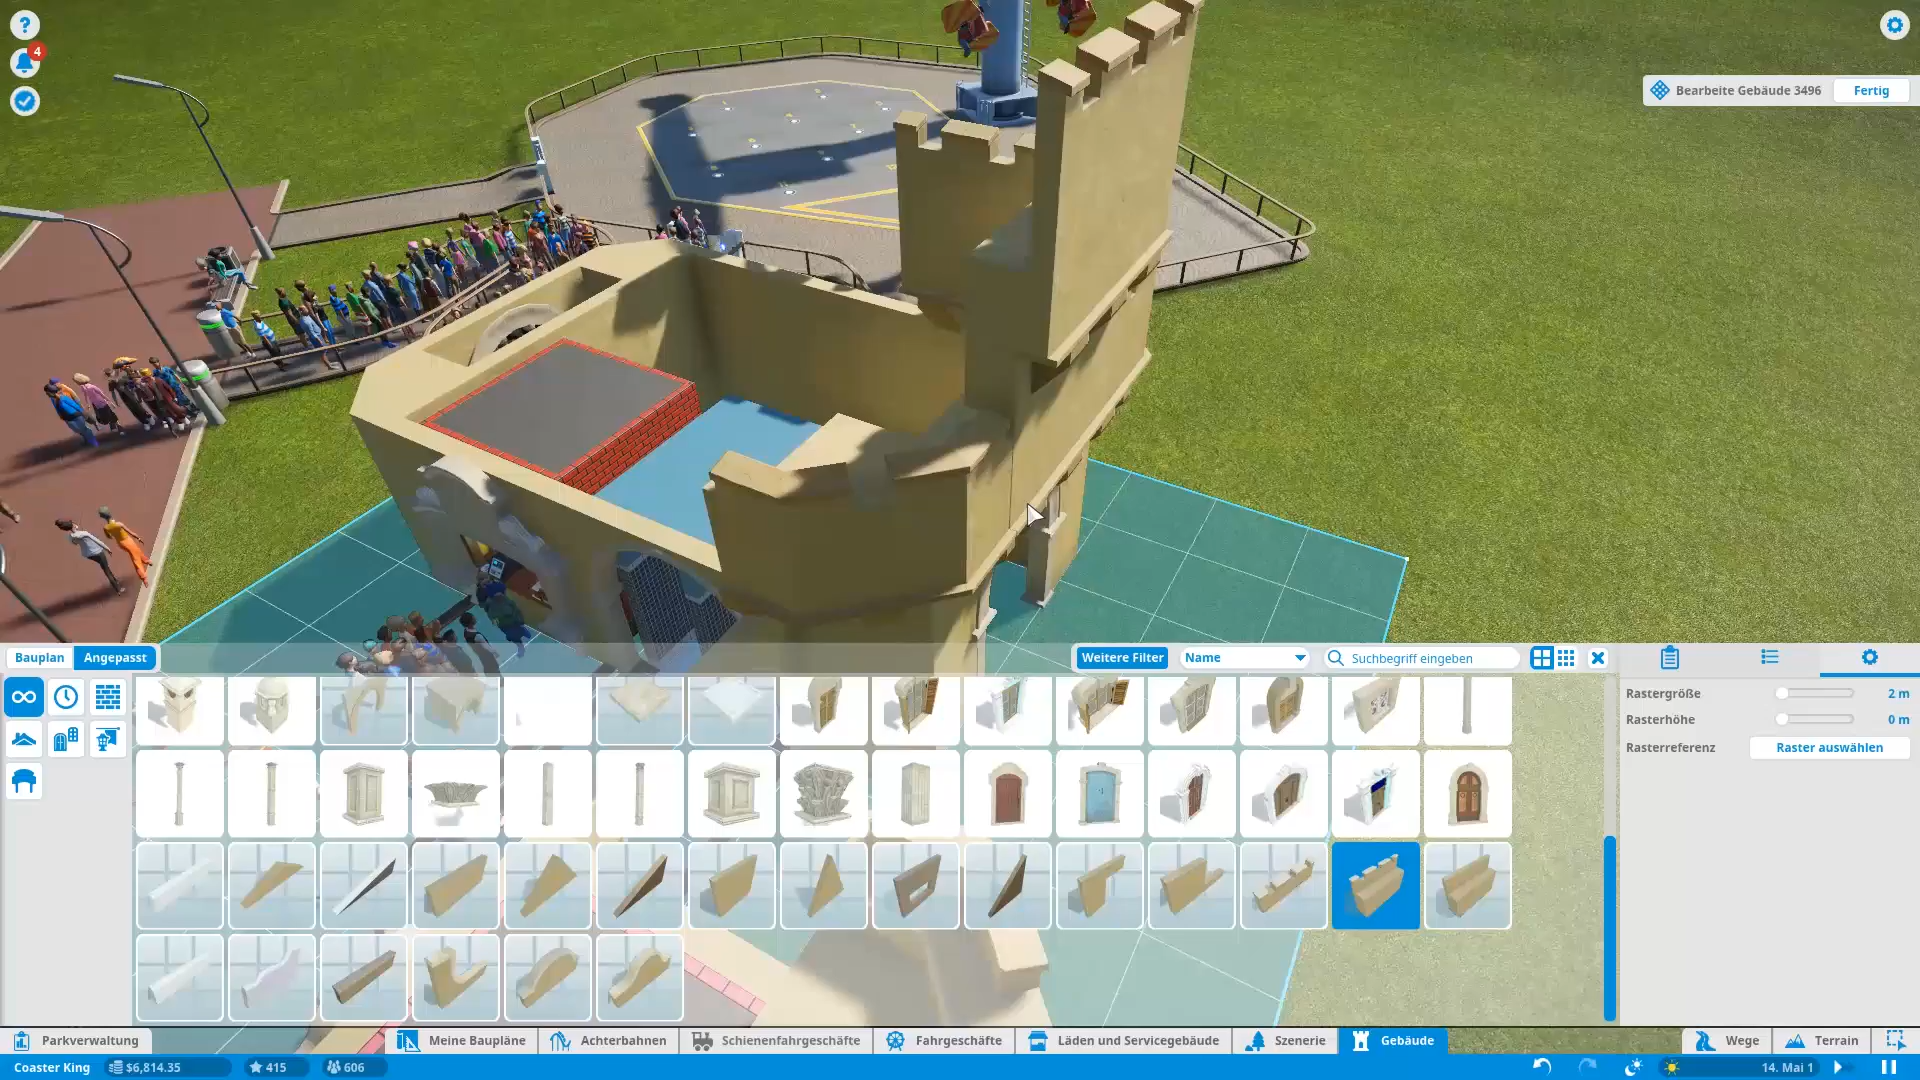 ?
4
Bearbeite Gebäude 3496
Fertig
Bauplan
Angepasst
Weitere Filter
Name
Suchbegriff eingeben
Rastergröße
2 m
Rasterhöhe
0 m
Rasterreferenz
Raster auswählen
Parkverwaltung
Meine Baupläne
Achterbahnen
Schienenfahrgeschäfte
Fahrgeschäfte
Läden und Servicegebäude
Szenerie
Gebäude
Wege
Terrain
Coaster King
$6,814.35
415
606
14. Mai 1